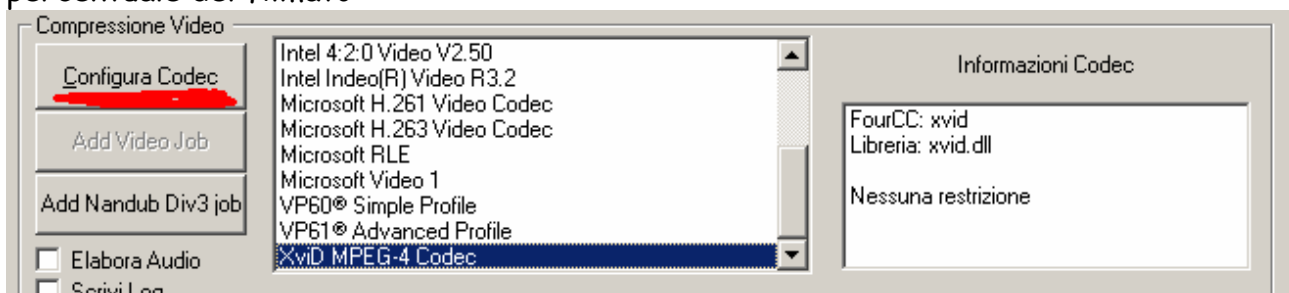 Compressione Video
Configura Codec
Add Video Job
Add Nandub Div3 job
Elabora Audio
Scrivi Log
Intel 4:2:0 Video V2.50
Intel Indeo(R) Video R3.2
Microsoft H.261 Video Codec
Microsoft H.263 Video Codec
Microsoft RLE
Microsoft Video 1
VP60® Simple Profile
VP61® Advanced Profile
XviD MPEG-4 Codec
Informazioni Codec
FourCC: xvid
Libreria: xvid.dll
Nessuna restrizione